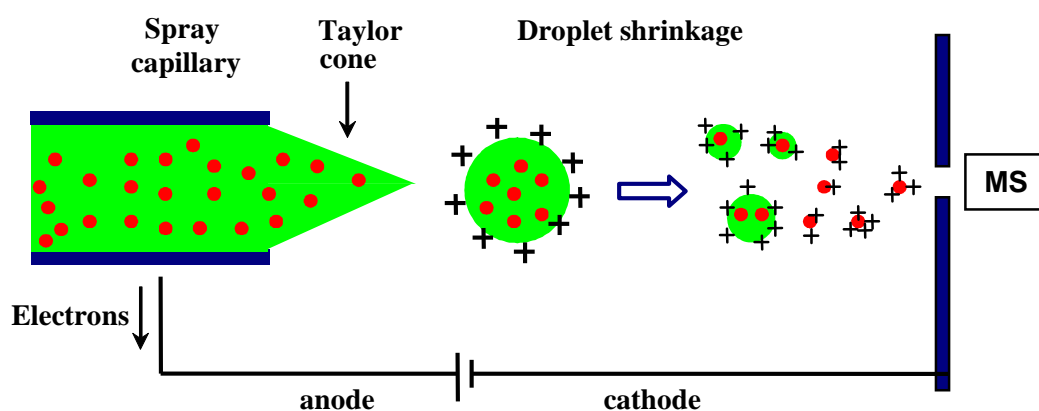 Spray
capillary
Taylor
cone
Droplet shrinkage
MS
Electrons
anode
cathode